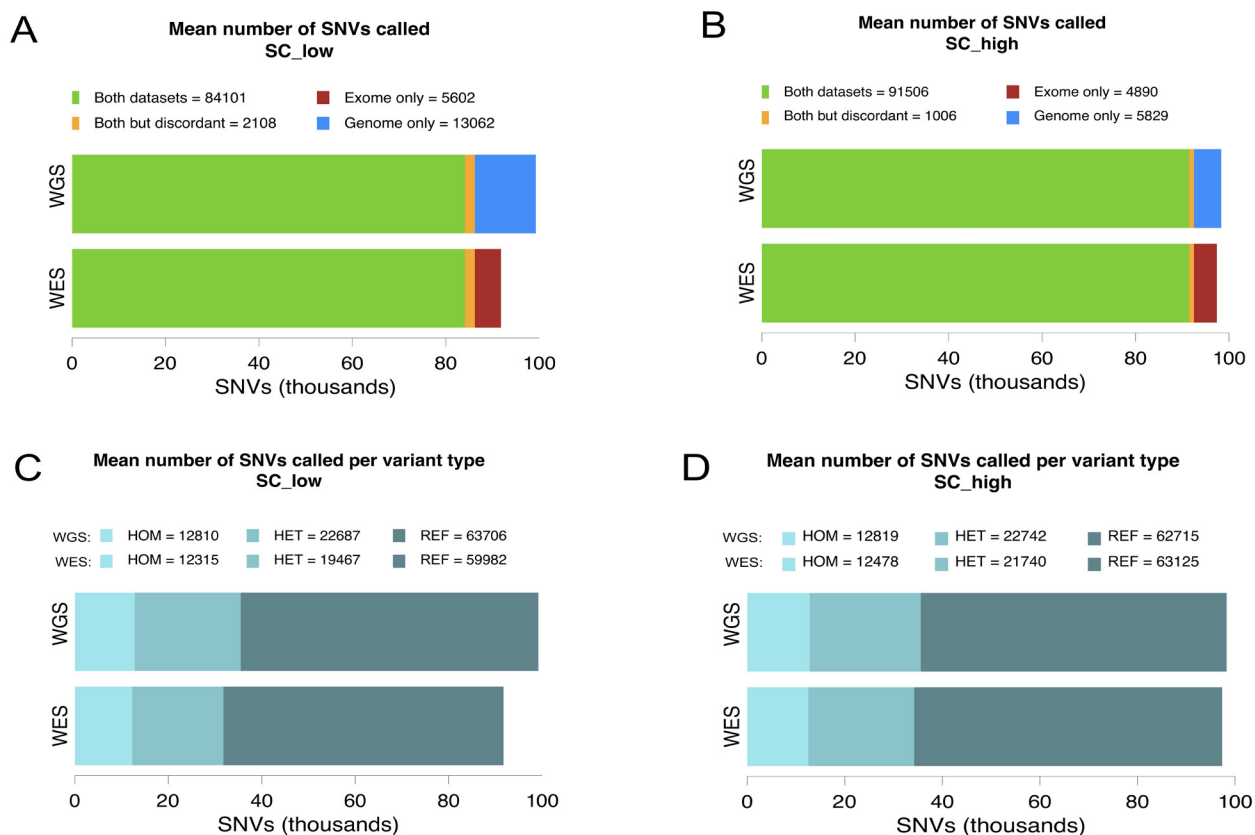 A
Mean number of SNVs called
SC_low
Both datasets = 84101
Exome only = 5602
Both but discordant = 2108
Genome only = 13062
WGS
WES
0 20 40 60 80 100
SNVs (thousands)
B
Mean number of SNVs called
SC_high
Both datasets = 91506
Exome only = 4890
Both but discordant = 1006
Genome only = 5829
WGS
WES
0 20 40 60 80 100
SNVs (thousands)
C
Mean number of SNVs called per variant type
SC_low
WGS: HOM = 12810 HET = 22687 REF = 63706
WES: HOM = 12315 HET = 19467 REF = 59982
WGS
WES
0 20 40 60 80 100
SNVs (thousands)
D
Mean number of SNVs called per variant type
SC_high
WGS: HOM = 12819 HET = 22742 REF = 62715
WES: HOM = 12478 HET = 21740 REF = 63125
WGS
WES
0 20 40 60 80 100
SNVs (thousands)